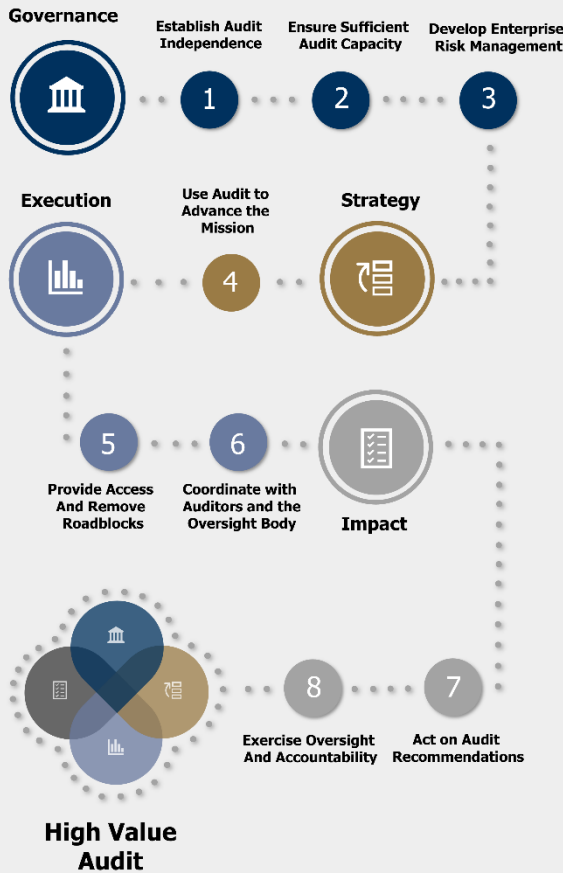 Governance
Establish Audit
Independence
Ensure Sufficient
Audit Capacity
Develop Enterprise
Risk Management
1
2
3
Execution
Use Audit to
Advance the
Mission
Strategy
4
5
6
Provide Access
And Remove
Roadblocks
Coordinate with
Auditors and the
Oversight Body
Impact
8
7
Exercise Oversight
And Accountability
Act on Audit
Recommendations
High Value
Audit